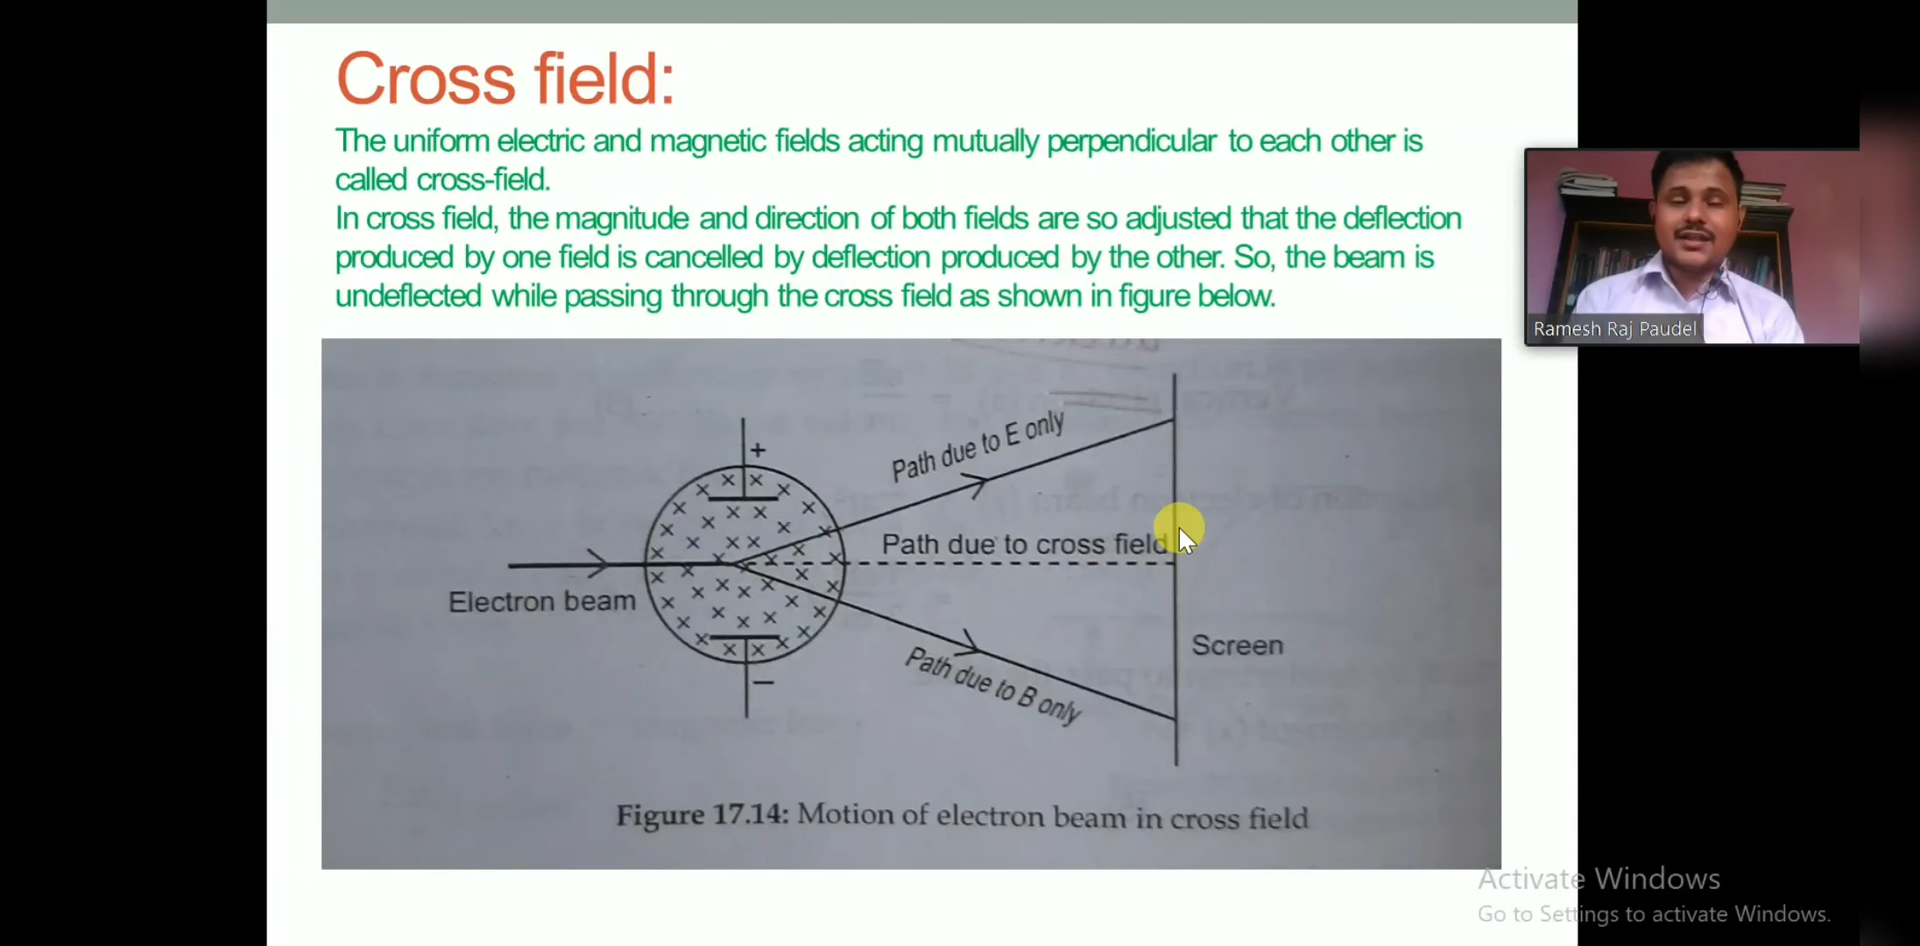 Cross field:
The uniform electric and magnetic fields acting mutually perpendicular to each other is
called cross-field.
In cross field, the magnitude and direction of both fields are so adjusted that the deflection
produced by one field is cancelled by deflection produced by the other. So, the beam is
undeflected while passing through the cross field as shown in figure below.
Ramesh Raj Paudel
+
Path due to E only
Path due to cross field
Electron beam
Path due to B only
Screen
−
Figure 17.14: Motion of electron beam in cross field
Activate Windows
Go to Settings to activate Windows.